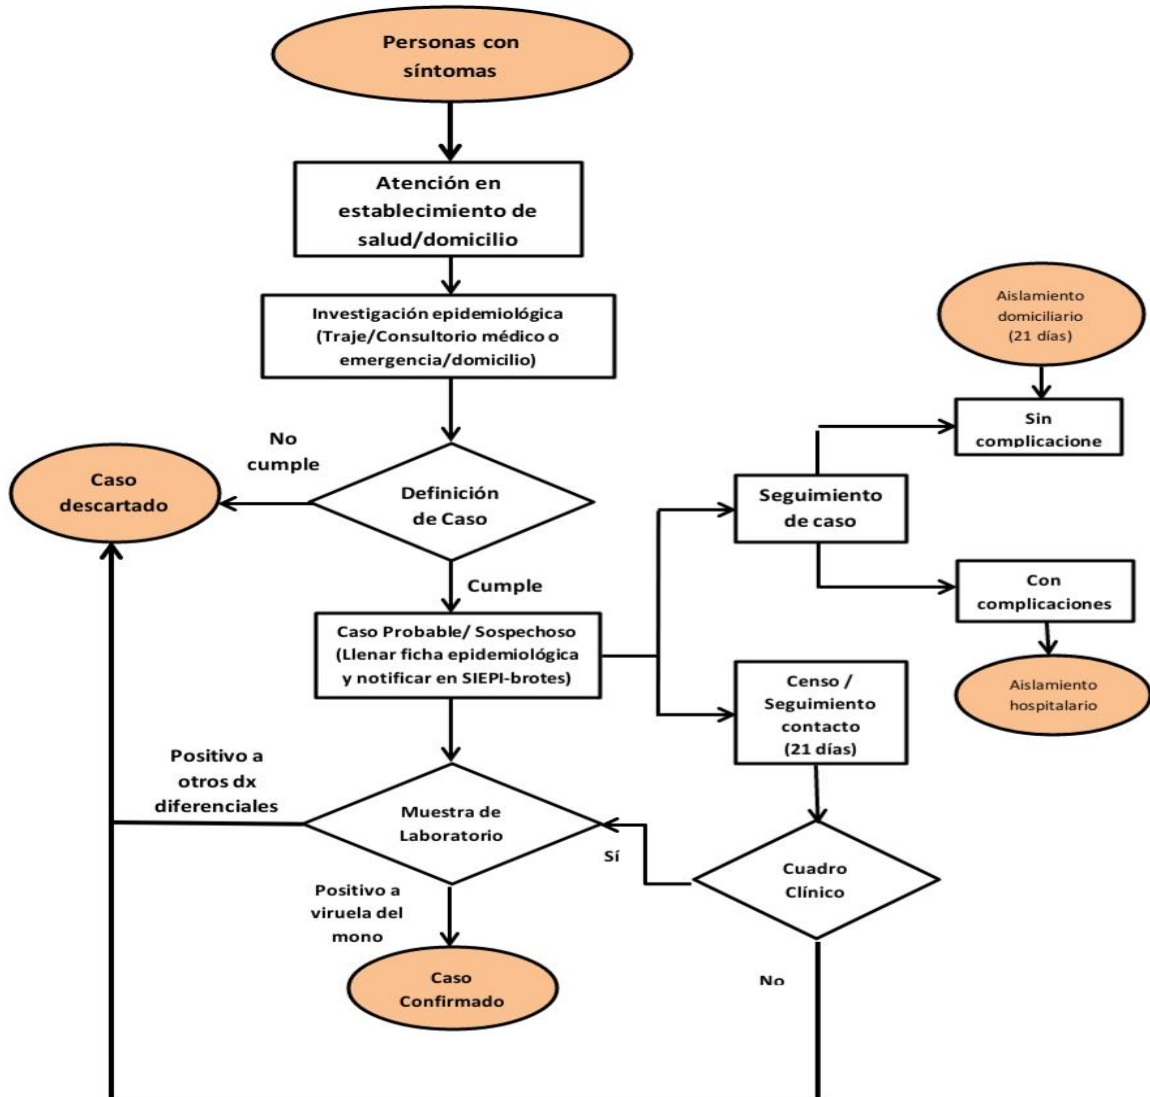 Personas con
síntomas
Atención en
establecimiento de
salud/domicilio
Investigación epidemiológica
(Traje/Consultorio médico o
emergencia/domicilio)
No
cumple
Caso
descartado
Definición
de Caso
Cumple
Caso Probable/ Sospechoso
(Llenar ficha epidemiológica
y notificar en SIEPI-brotes)
Aislamiento
domiciliario
(21 días)
Sin
complicacione
Seguimiento
de caso
Con
complicaciones
Aislamiento
hospitalario
Censo /
Seguimiento
contacto
(21 días)
Positivo a
otros dx
diferenciales
Muestra de
Laboratorio
Sí
Cuadro
Clínico
Positivo a
viruela del
mono
Caso
Confirmado
No